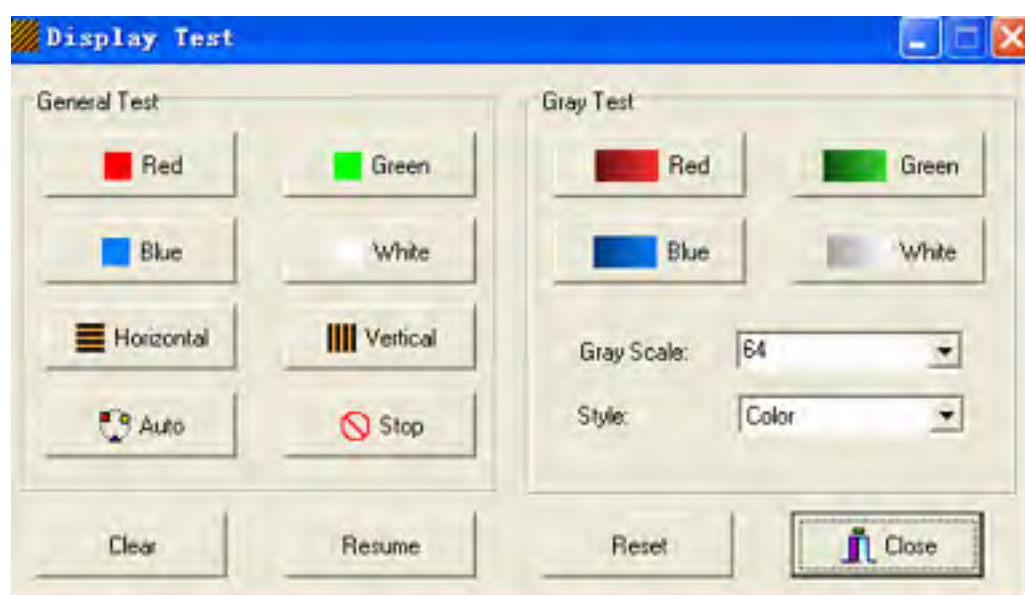 Display Test
General Test
Red
Green
Blue
White
Horizontal
Vertical
Auto
Stop
Gray Test
Red
Green
Blue
White
Gray Scale: 64
Style: Color
Clear
Resume
Reset
Close